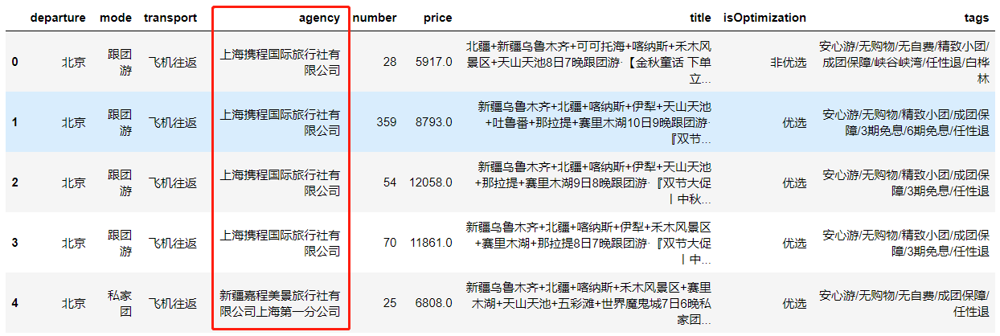 departure mode transport agency number price title isOptimization tags
0 北京 跟团游 飞机往返 上海携程国际旅行社有限公司 28 5917.0 北疆+新疆乌鲁木齐+可可托海+喀纳斯+禾木风景区+天山天池8日7晚跟团游·【金秋童话 下单立... 非优选 安心游/无购物/无自费/精致小团/成团保障/峡谷峡湾/任性退/白桦林
1 北京 跟团游 飞机往返 上海携程国际旅行社有限公司 359 8793.0 新疆乌鲁木齐+北疆+喀纳斯+伊犁+天山天池+吐鲁番+那拉提+赛里木湖10日9晚跟团游·『双节... 优选 安心游/无购物/精致小团/成团保障/3期免息/6期免息/任性退
2 北京 跟团游 飞机往返 上海携程国际旅行社有限公司 54 12058.0 新疆乌鲁木齐+北疆+喀纳斯+伊犁+天山天池+那拉提+赛里木湖9日8晚跟团游·『双节大促丨中秋... 优选 安心游/无购物/精致小团/成团保障/3期免息/任性退
3 北京 跟团游 飞机往返 上海携程国际旅行社有限公司 70 11861.0 新疆乌鲁木齐+北疆+喀纳斯+伊犁+禾木风景区+赛里木湖+那拉提8日7晚跟团游·『双节大促丨中... 优选 安心游/无购物/精致小团/成团保障/3期免息/任性退
4 北京 私家团 飞机往返 新疆嘉程美景旅行社有限公司上海第一分公司 25 6808.0 新疆乌鲁木齐+北疆+喀纳斯+禾木风景区+赛里木湖+天山天池+五彩滩+世界魔鬼城7日6晚私家团... 优选 安心游/无购物/无自费/成团保障/任性退